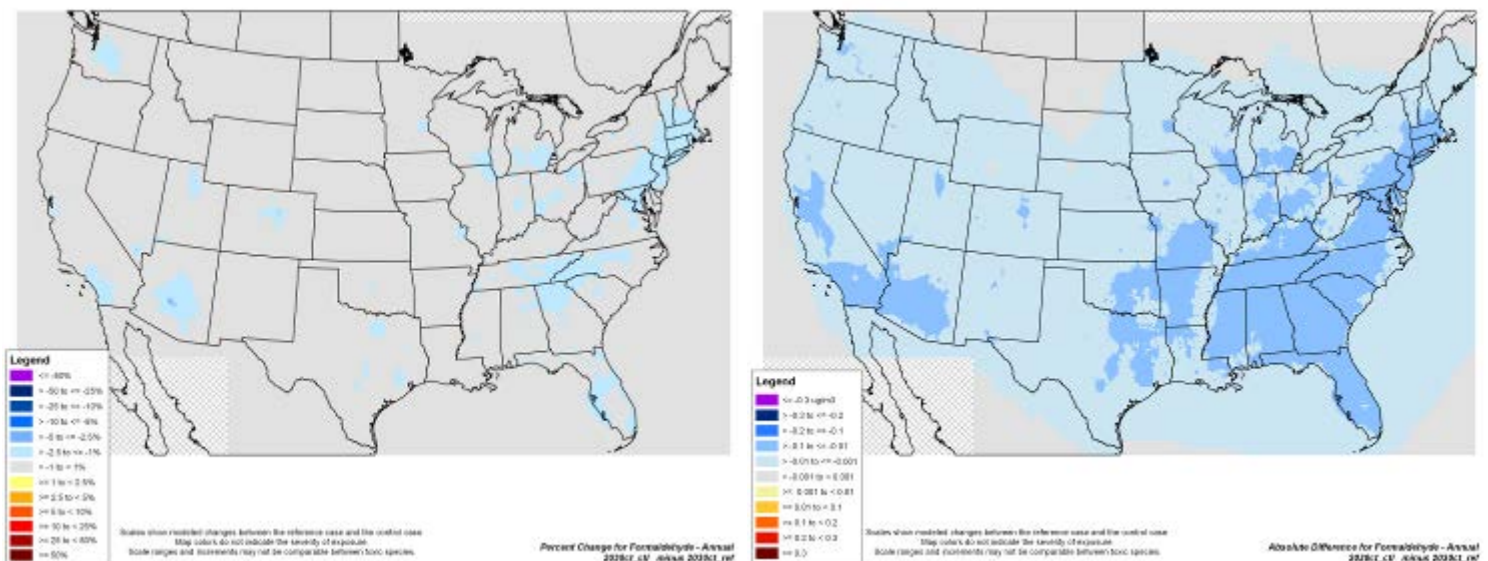 Legend
<= -50%
> -50 to <= -25%
> -25 to <= -10%
> -10 to <= -5%
> -5 to <= -2.5%
> -2.5 to <= -1%
> -1 to < 1%
>= 1 to < 2.5%
>= 2.5 to < 5%
>= 5 to < 10%
>= 10 to < 25%
>= 25 to < 50%
>= 50%
Scales show modeled changes between the reference case and the control case
Map colors do not indicate the severity of exposure
Scale ranges and increments may not be comparable between toxic species.
Percent Change for Formaldehyde - Annual
minus
Legend
<= -0.3 ug/m3
> -0.3 to <= -0.2
> -0.2 to <= -0.1
> -0.1 to <= -0.01
> -0.01 to <= -0.001
> -0.001 to < 0.001
>= 0.001 to < 0.01
>= 0.01 to < 0.1
>= 0.1 to < 0.2
>= 0.2 to < 0.3
>= 0.3
Scales show modeled changes between the reference case and the control case
Map colors do not indicate the severity of exposure
Scale ranges and increments may not be comparable between toxic species.
Absolute Difference for Formaldehyde - Annual
minus